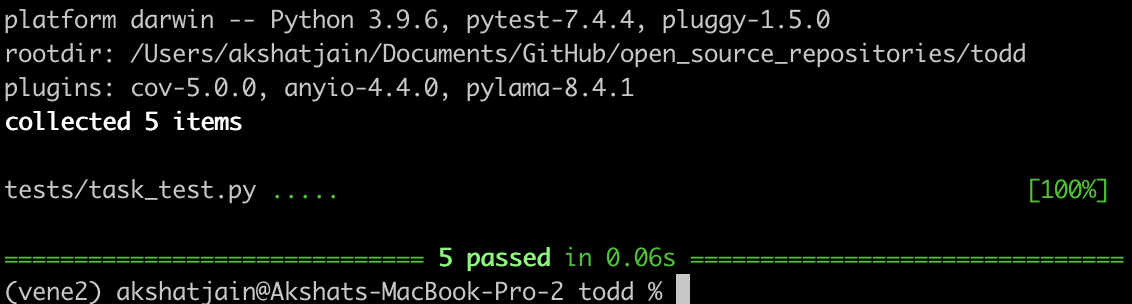 platform darwin -- Python 3.9.6, pytest-7.4.4, pluggy-1.5.0
rootdir: /Users/akshatjain/Documents/GitHub/open_source_repositories/todd
plugins: cov-5.0.0, anyio-4.4.0, pylama-8.4.1
collected 5 items
tests/task_test.py ..... [100%]
============================== 5 passed in 0.06s ===============================
(vene2) akshatjain@Akshats-MacBook-Pro-2 todd %